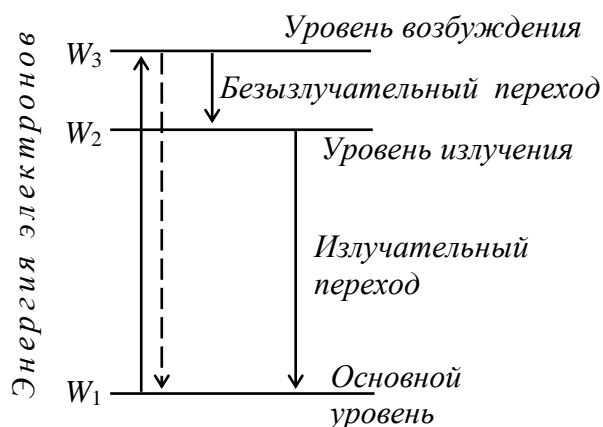 Энергия электронов
Уровень возбуждения
W3
Безызлучательный переход
W2
Уровень излучения
Излучательный
переход
W1
Основной
уровень